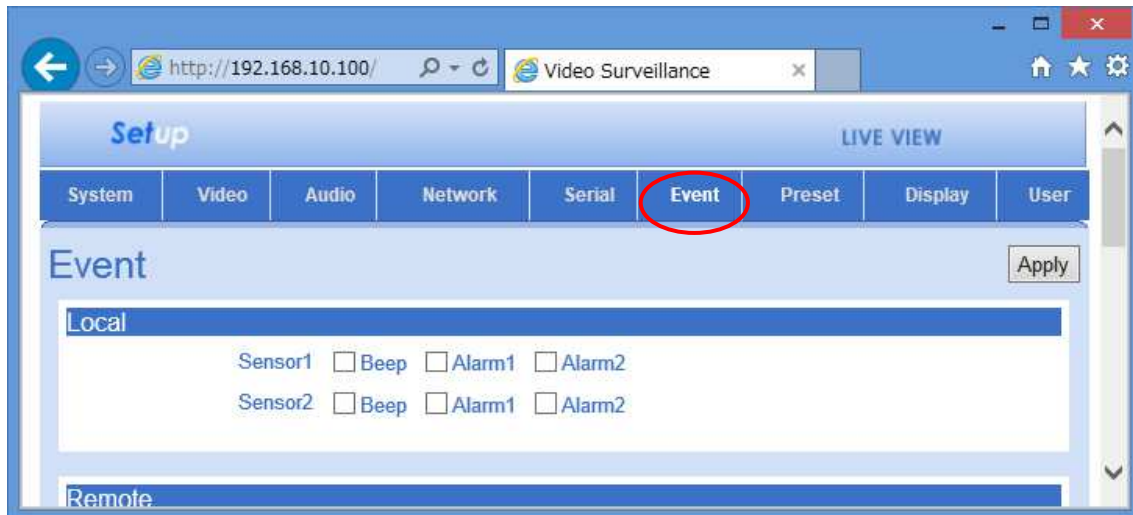 http://192.168.10.100/ Video Surveillance
Setup LIVE VIEW
System Video Audio Network Serial Event Preset Display User
Event Apply
Local
Sensor1 Beep Alarm1 Alarm2
Sensor2 Beep Alarm1 Alarm2
Remote